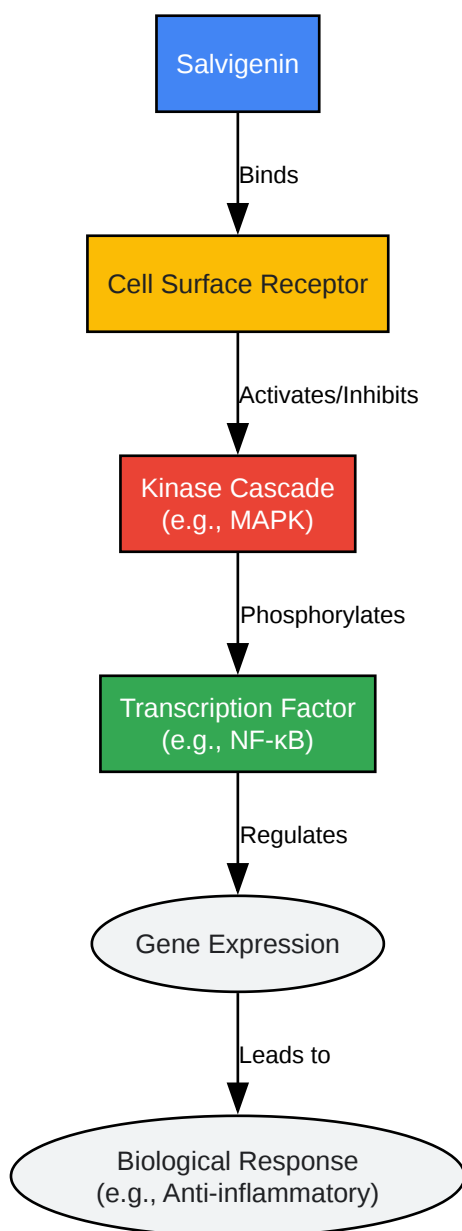 Salvigenin
Binds
Cell Surface Receptor
Activates/Inhibits
Kinase Cascade
(e.g., MAPK)
Phosphorylates
Transcription Factor
(e.g., NF-κB)
Regulates
Gene Expression
Leads to
Biological Response
(e.g., Anti-inflammatory)